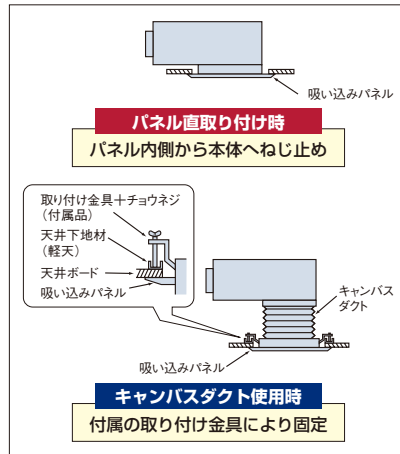 吸い込みパネル
パネル直取り付け時
パネル内側から本体へねじ止め
取り付け金具＋チョウネジ
(付属品)
天井下地材
(軽天)
天井ボード
吸い込みパネル
キャンバス
ダクト
吸い込みパネル
キャンバスダクト使用時
付属の取り付け金具により固定